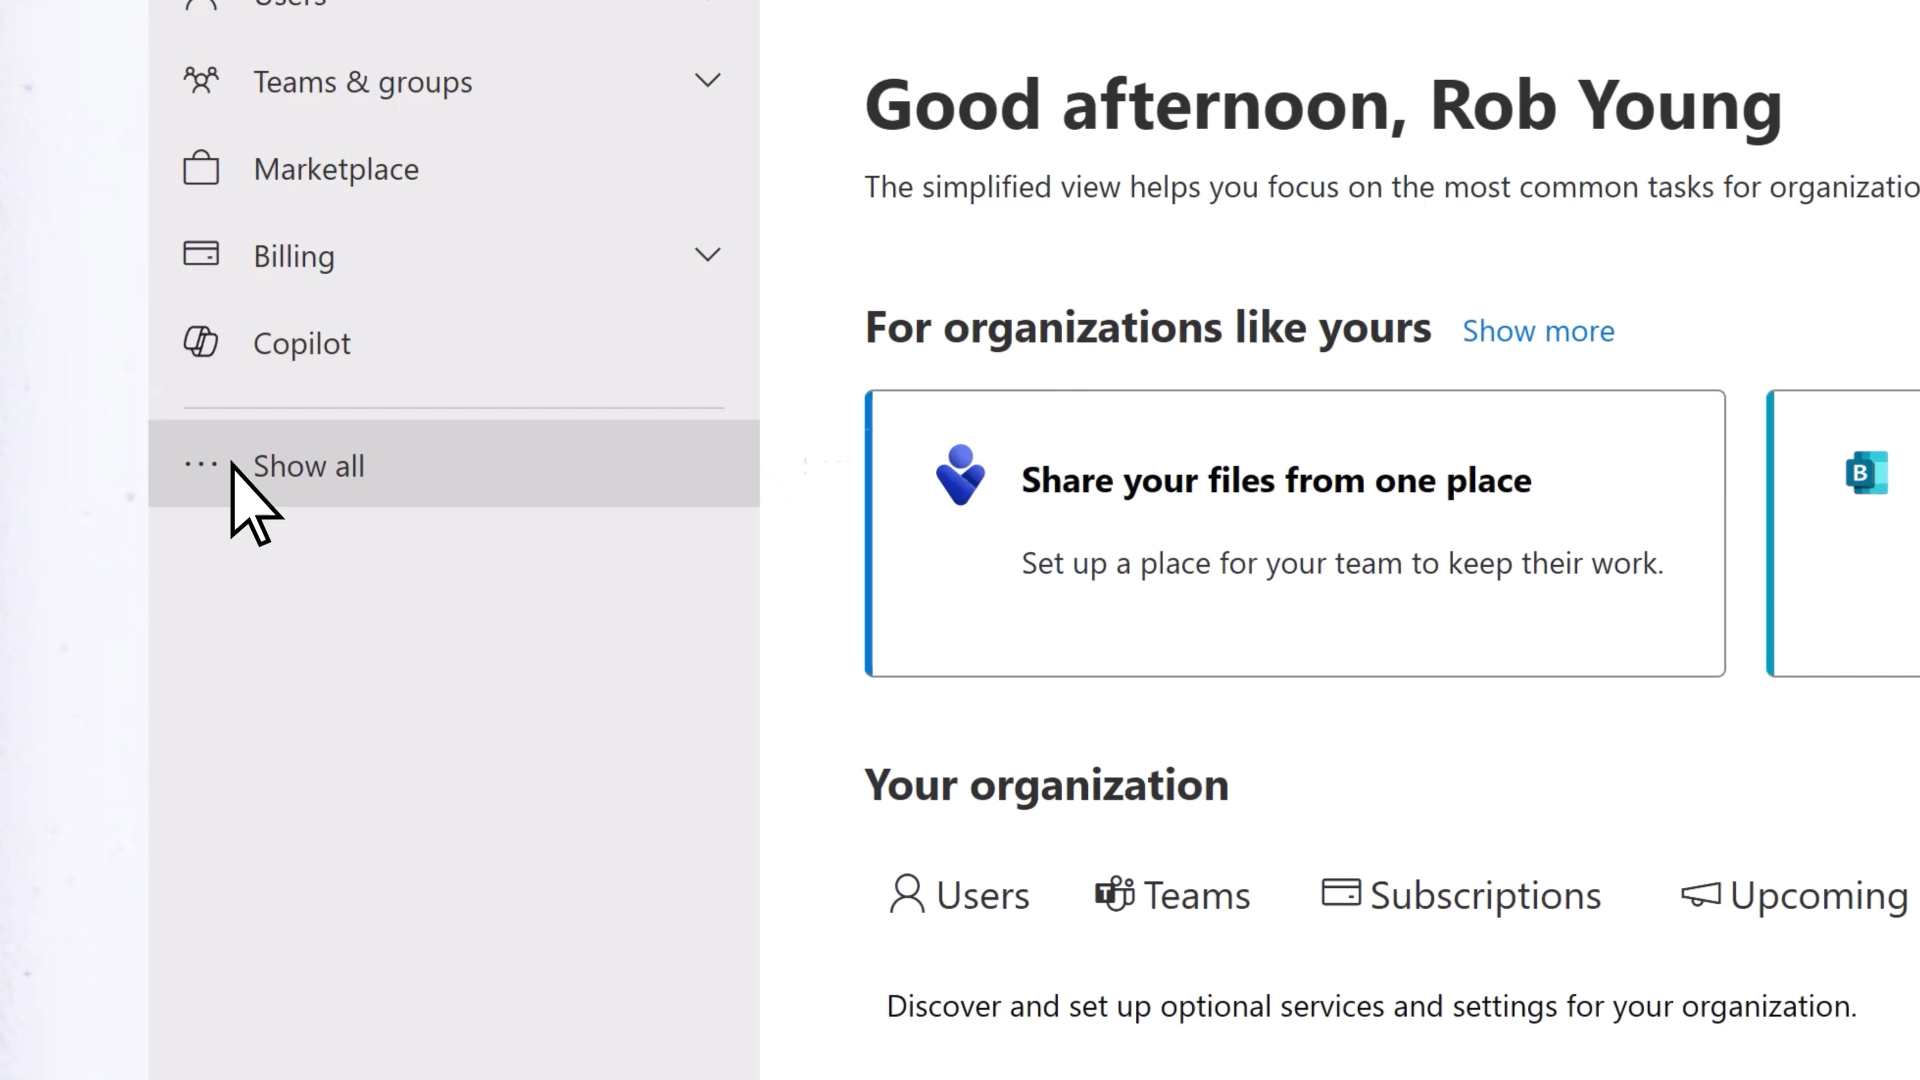 Users
Teams & groups
Marketplace
Billing
Copilot
Show all
Good afternoon, Rob Young
The simplified view helps you focus on the most common tasks for organizatio
For organizations like yours Show more
Share your files from one place
Set up a place for your team to keep their work.
B
Your organization
Users Teams Subscriptions Upcoming
Discover and set up optional services and settings for your organization.